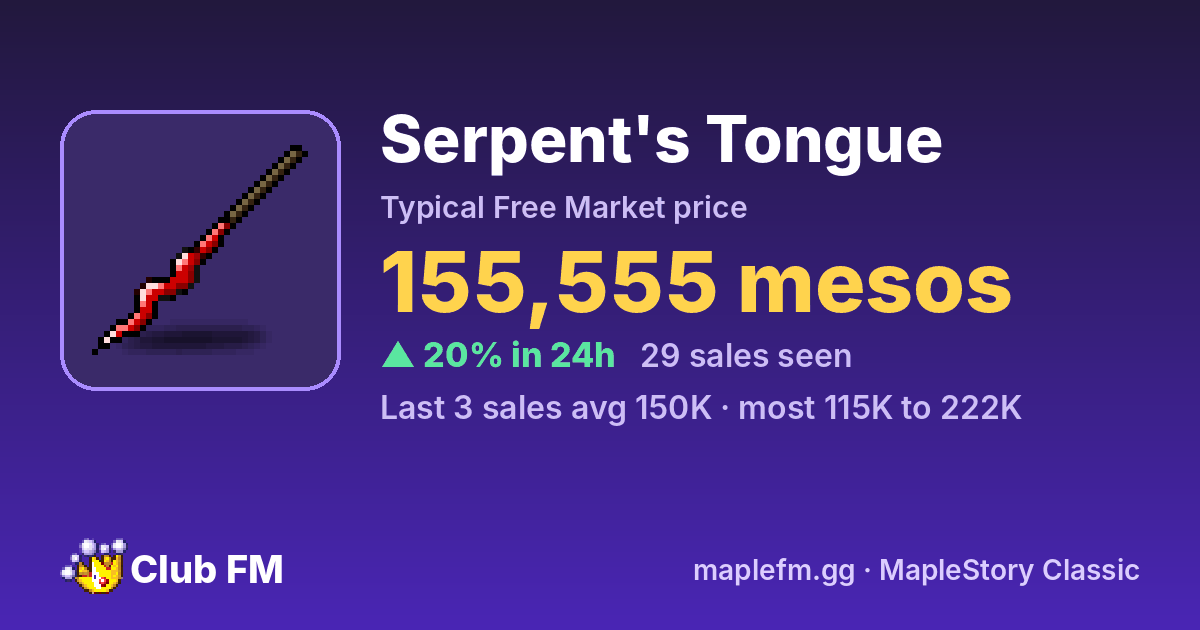 Serpent's Tongue
Typical Free Market price
155,555 mesos
▲ 20% in 24h 29 sales seen
Last 3 sales avg 150K · most 115K to 222K
Club FM
maplefm.gg · MapleStory Classic